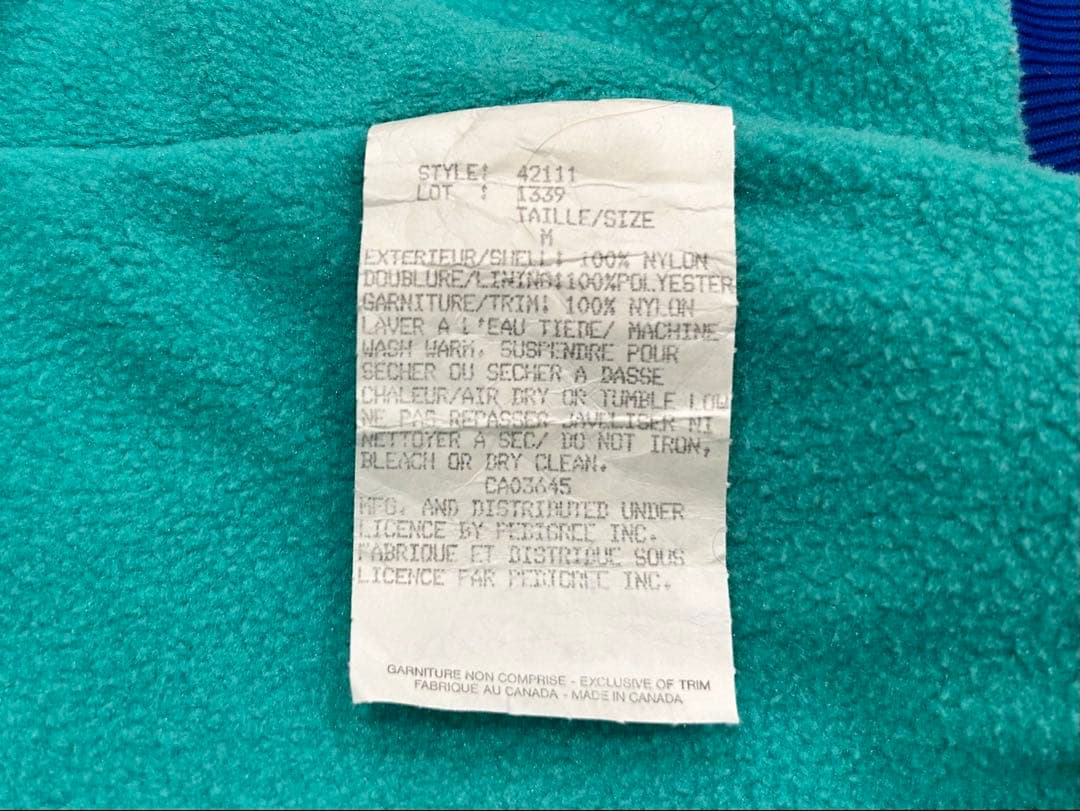 STYLE: 42111
LOT : 1339
TAILLE/SIZE
M
EXTERIEUR/SHELL: 100% NYLON
DOUBLURE/LINING:100%POLYESTER
GARNITURE/TRIM: 100% NYLON
LAVER A L'EAU TIEDE/ MACHINE
WASH WARM. SUSPENDRE POUR
SECHER OU SECHER A BASSE
CHALEUR/AIR DRY OR TUMBLE LOW
NE PAS REPASSER JAVELISER NI
NETTOYER A SEC/ DO NOT IRON,
BLEACH OR DRY CLEAN.
CA03645
MFG. AND DISTRIBUTED UNDER
LICENCE BY PEDIGREE INC.
FABRIQUE ET DISTRIBUE SOUS
LICENCE PAR PEDIGREE INC.
GARNITURE NON COMPRISE - EXCLUSIVE OF TRIM
FABRIQUÉ AU CANADA - MADE IN CANADA